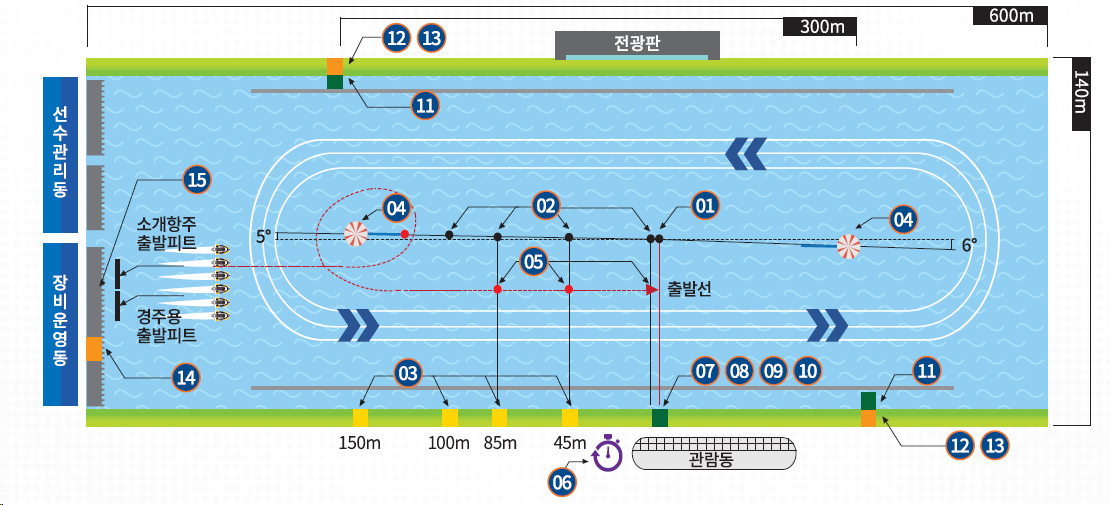 600m
300m
12 13
전광판
140m
11
선수관리동
15
04
02
01
04
소개항주
출발피트
5°
6°
05
출발선
장비운영동
경주용
출발피트
14
03
07 08 09 10
11
150m
100m
85m
45m
관람동
12 13
06